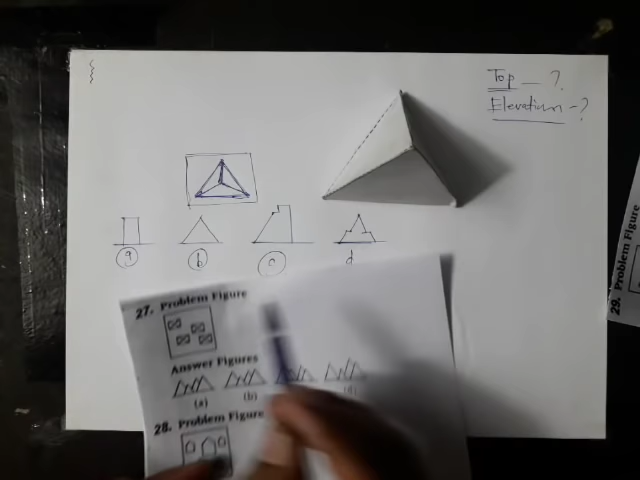 Top — ?
Elevation - ?
a
b
c
d
27. Problem Figure
Answer Figures
(a)
(b)
(d)
28. Problem Figure
29. Problem Figure